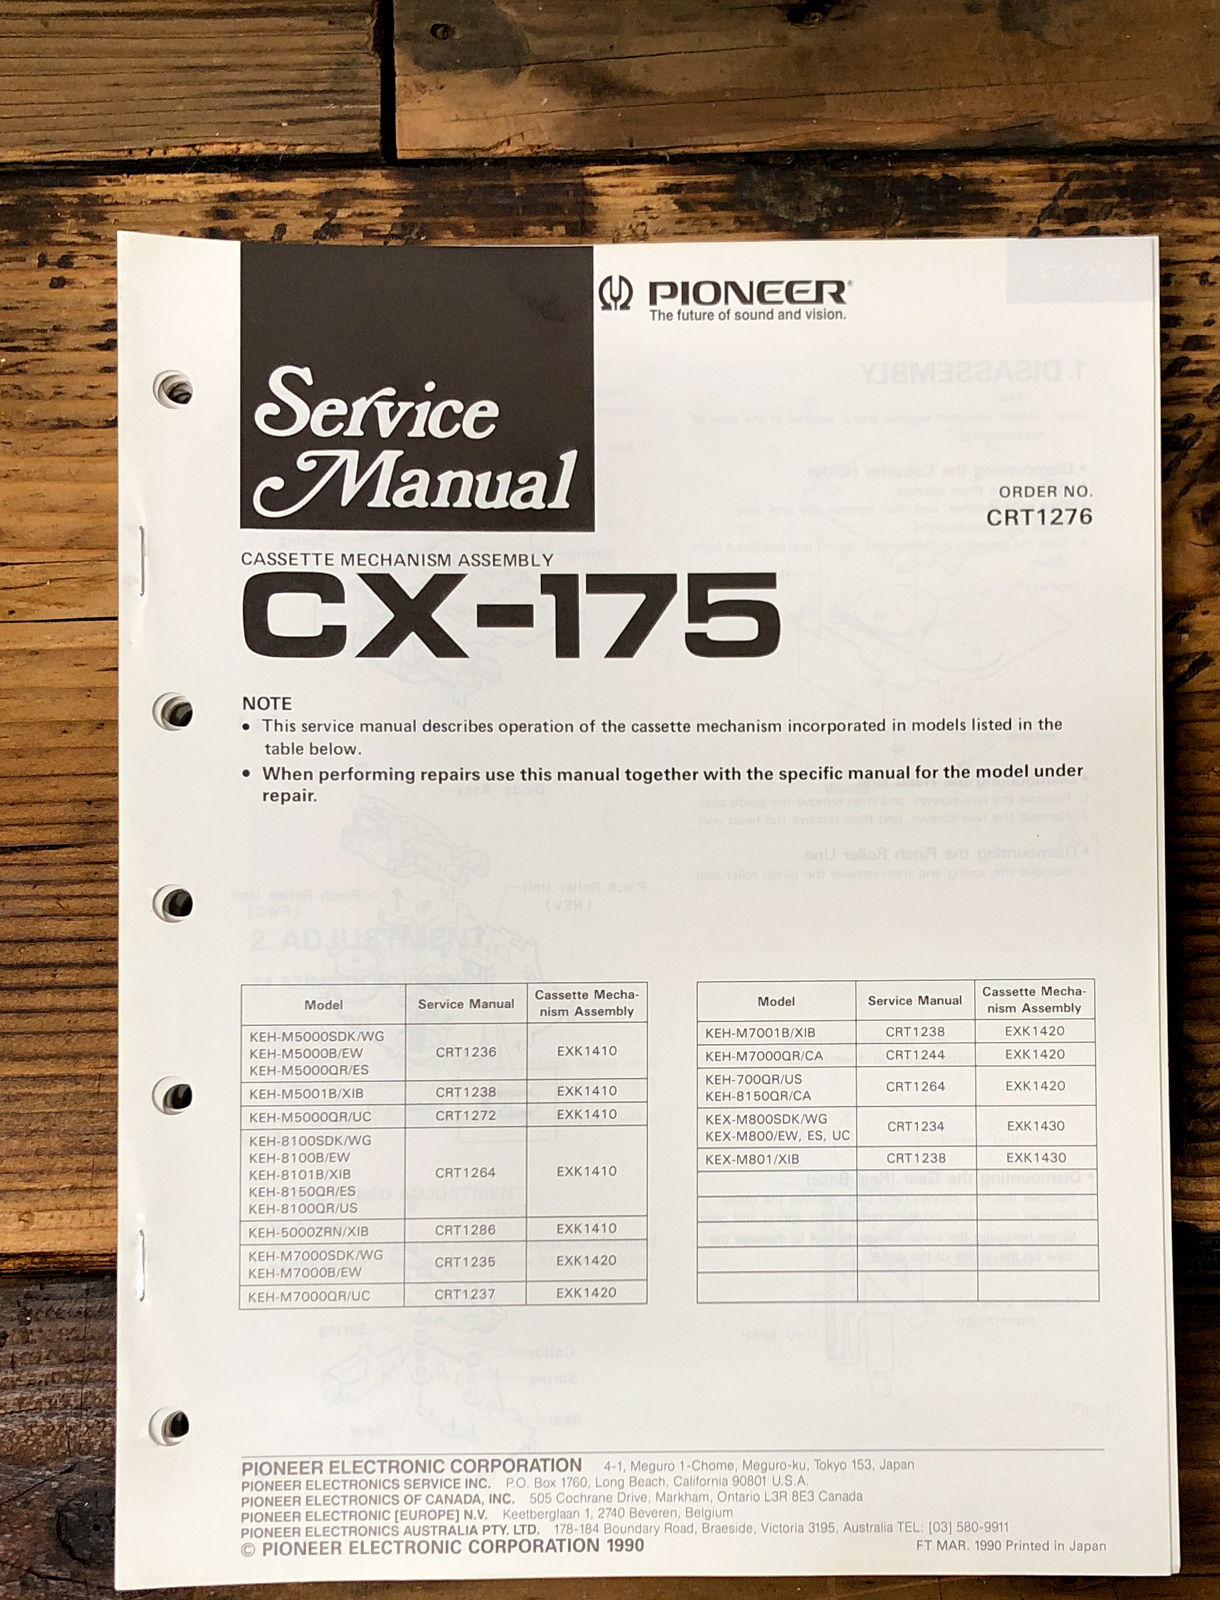 PIONEER®
The future of sound and vision.
Service
Manual
ORDER NO.
CRT1276
CASSETTE MECHANISM ASSEMBLY
CX-175
NOTE
• This service manual describes operation of the cassette mechanism incorporated in models listed in the
table below.
• When performing repairs use this manual together with the specific manual for the model under
repair.
Model Service Manual Cassette Mecha-
nism Assembly
KEH-M5000SDK/WG
KEH-M5000B/EW CRT1236 EXK1410
KEH-M5000QR/ES
KEH-M5001B/XIB CRT1238 EXK1410
KEH-M5000QR/UC CRT1272 EXK1410
KEH-8100SDK/WG
KEH-8100B/EW
KEH-8101B/XIB CRT1264 EXK1410
KEH-8150QR/ES
KEH-8100QR/US
KEH-5000ZRN/XIB CRT1286 EXK1410
KEH-M7000SDK/WG CRT1235 EXK1420
KEH-M7000B/EW
KEH-M7000QR/UC CRT1237 EXK1420
Model Service Manual Cassette Mecha-
nism Assembly
KEH-M7001B/XIB CRT1238 EXK1420
KEH-M7000QR/CA CRT1244 EXK1420
KEH-700QR/US CRT1264 EXK1420
KEH-8150QR/CA
KEX-M800SDK/WG CRT1234 EXK1430
KEX-M800/EW, ES, UC
KEX-M801/XIB CRT1238 EXK1430
PIONEER ELECTRONIC CORPORATION 4-1, Meguro 1-Chome, Meguro-ku, Tokyo 153, Japan
PIONEER ELECTRONICS SERVICE INC. P.O. Box 1760, Long Beach, California 90801 U.S.A.
PIONEER ELECTRONICS OF CANADA, INC. 505 Cochrane Drive, Markham, Ontario L3R 8E3 Canada
PIONEER ELECTRONIC [EUROPE] N.V. Keetberglaan 1, 2740 Beveren, Belgium
PIONEER ELECTRONICS AUSTRALIA PTY. LTD. 178-184 Boundary Road, Braeside, Victoria 3195, Australia TEL: [03] 580-9911
© PIONEER ELECTRONIC CORPORATION 1990 FT MAR. 1990 Printed in Japan